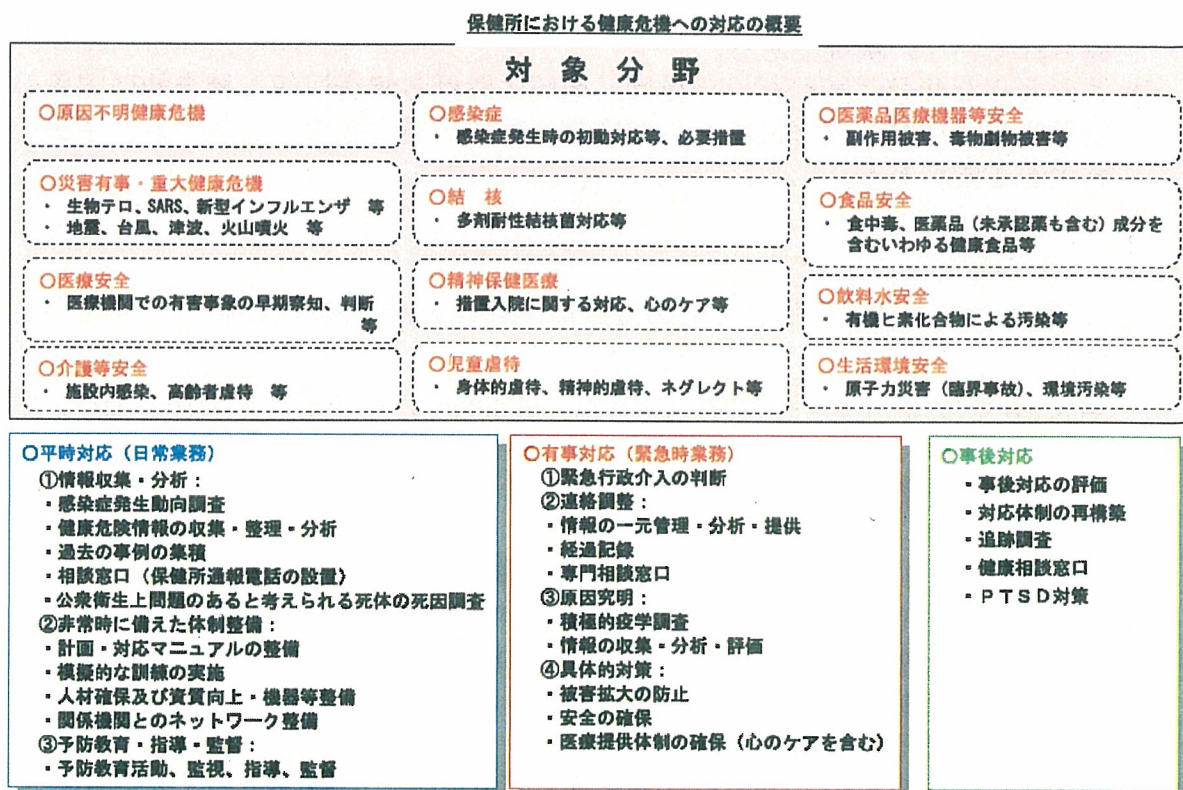 保健所における健康危機への対応の概要
対象分野
○原因不明健康危機
○災害有事・重大健康危機
・ 生物テロ、SARS、新型インフルエンザ 等
・ 地震、台風、津波、火山噴火 等
○医療安全
・ 医療機関での有害事象の早期察知、判断
等
○介護等安全
・ 施設内感染、高齢者虐待 等
○感染症
・ 感染症発生時の初動対応等、必要措置
○結 核
・ 多剤耐性結核菌対応等
○精神保健医療
・ 措置入院に関する対応、心のケア等
○児童虐待
・ 身体的虐待、精神的虐待、ネグレクト等
○医薬品医療機器等安全
・ 副作用被害、毒物劇物被害等
○食品安全
・ 食中毒、医薬品（未承認薬も含む）成分を
含むいわゆる健康食品等
○飲料水安全
・ 有機ヒ素化合物による汚染等
○生活環境安全
・ 原子力災害（臨界事故）、環境汚染等
○平時対応（日常業務）
①情報収集・分析：
・感染症発生動向調査
・健康危険情報の収集・整理・分析
・過去の事例の集積
・相談窓口（保健所通報電話の設置）
・公衆衛生上問題のあると考えられる死体の死因調査
②非常時に備えた体制整備：
・計画・対応マニュアルの整備
・模擬的な訓練の実施
・人材確保及び資質向上・機器等整備
・関係機関とのネットワーク整備
③予防教育・指導・監督：
・予防教育活動、監視、指導、監督
○有事対応（緊急時業務）
①緊急行政介入の判断
②連絡調整：
・情報の一元管理・分析・提供
・経過記録
・専門相談窓口
③原因究明：
・積極的疫学調査
・情報の収集・分析・評価
④具体的対策：
・被害拡大の防止
・安全の確保
・医療提供体制の確保（心のケアを含む）
○事後対応
・事後対応の評価
・対応体制の再構築
・追跡調査
・健康相談窓口
・ＰＴＳＤ対策